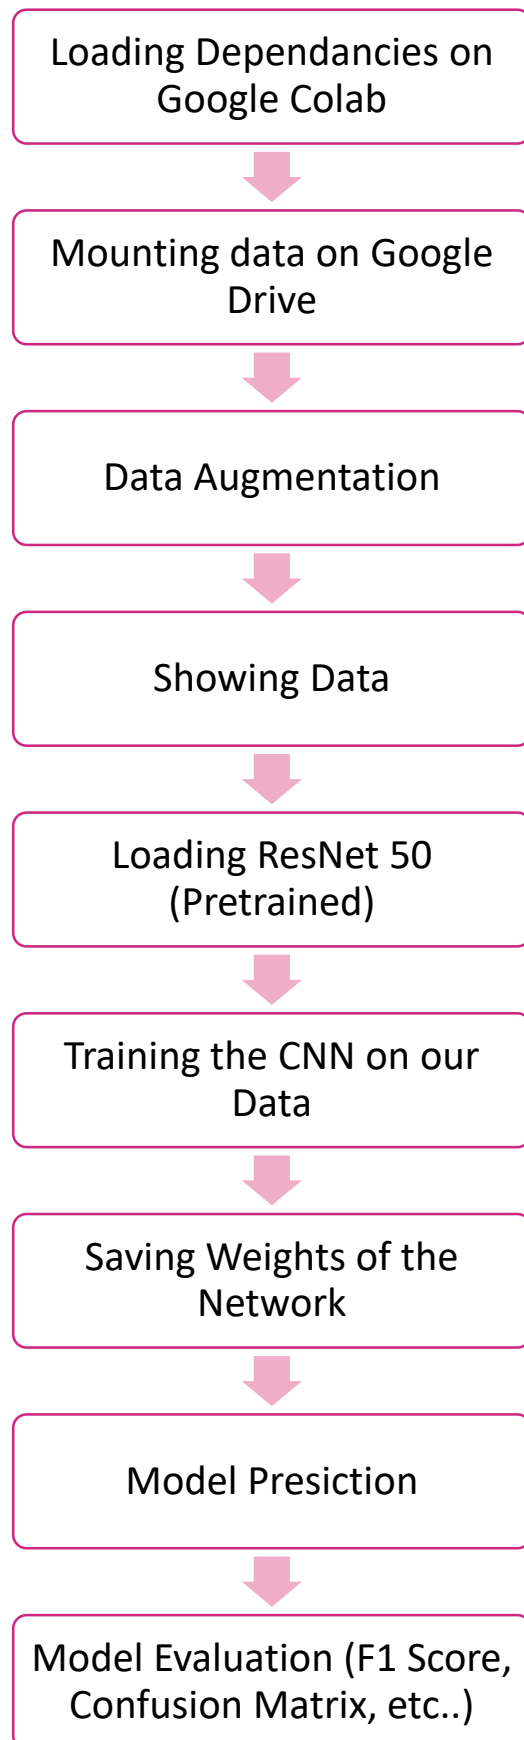 Loading Dependancies on
Google Colab
Mounting data on Google
Drive
Data Augmentation
Showing Data
Loading ResNet 50
(Pretrained)
Training the CNN on our
Data
Saving Weights of the
Network
Model Presiction
Model Evaluation (F1 Score,
Confusion Matrix, etc..)